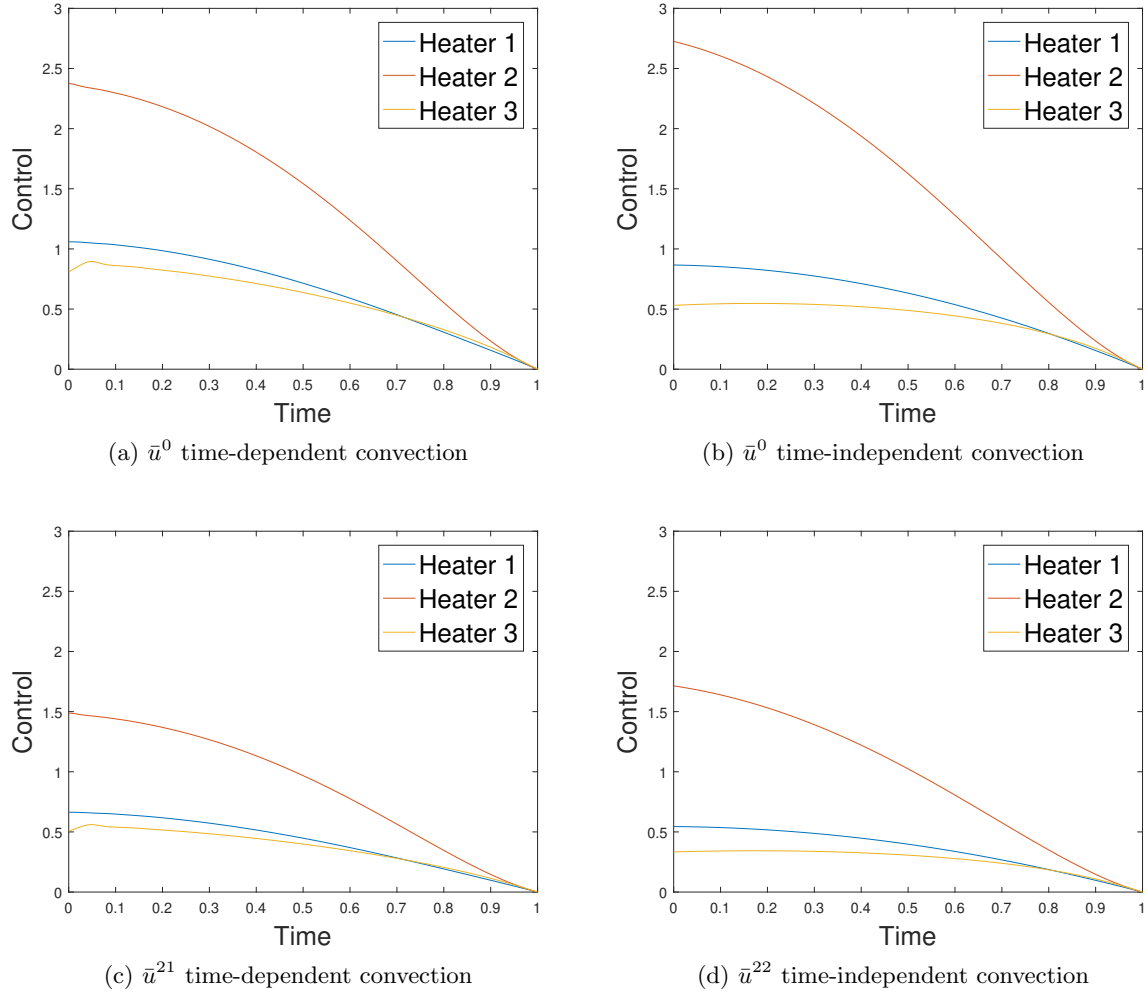 3
2.5
2
1.5
1
0.5
0
Control
Heater 1
Heater 2
Heater 3
0 0.1 0.2 0.3 0.4 0.5 0.6 0.7 0.8 0.9 1
Time
(a) ū⁰ time-dependent convection
3
2.5
2
1.5
1
0.5
0
Control
Heater 1
Heater 2
Heater 3
0 0.1 0.2 0.3 0.4 0.5 0.6 0.7 0.8 0.9 1
Time
(b) ū⁰ time-independent convection
3
2.5
2
1.5
1
0.5
0
Control
Heater 1
Heater 2
Heater 3
0 0.1 0.2 0.3 0.4 0.5 0.6 0.7 0.8 0.9 1
Time
(c) ū²¹ time-dependent convection
3
2.5
2
1.5
1
0.5
0
Control
Heater 1
Heater 2
Heater 3
0 0.1 0.2 0.3 0.4 0.5 0.6 0.7 0.8 0.9 1
Time
(d) ū²² time-independent convection